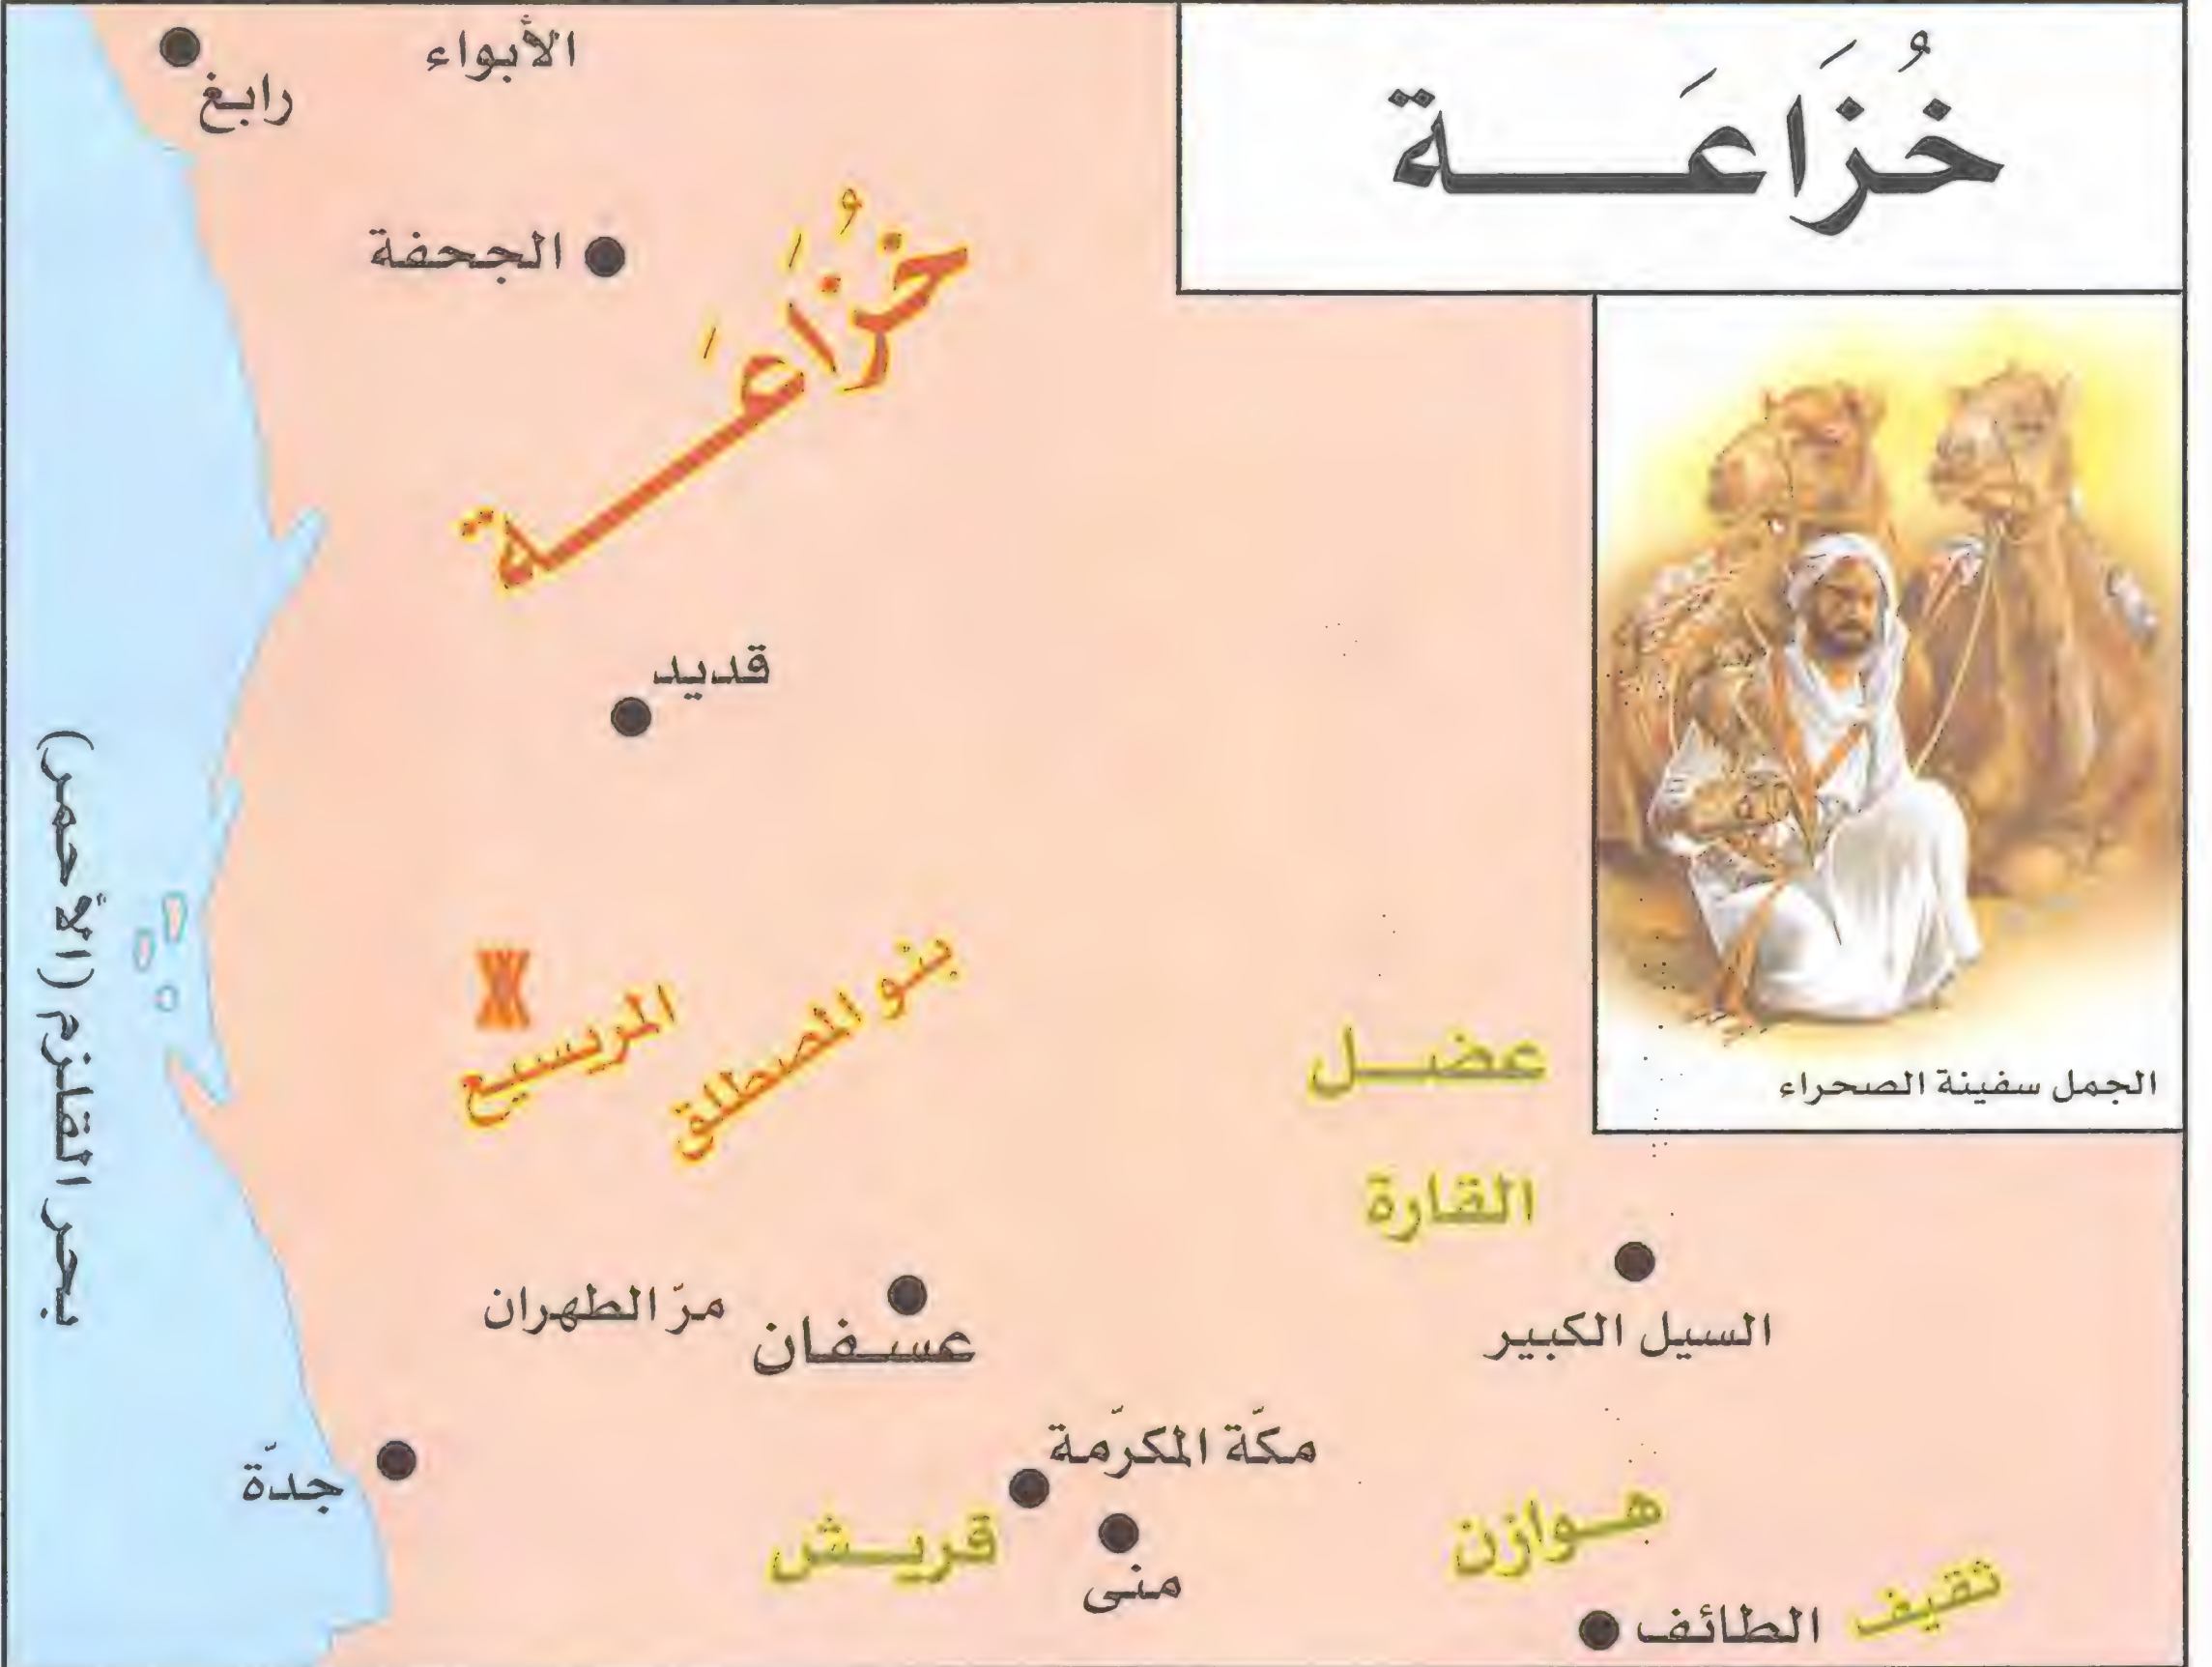 خُزَاعَة
الأبواء
رابغ
الجحفة
خُزَاعَة
قديد
بحر القلزم (الأحمر)
المريسيع
بنو المصطلق
عضل
القارة
الجمل سفينة الصحراء
السيل الكبير
مرّ الطهران
عسفان
مكّة المكرّمة
جدّة
قريش
منى
هوازن
ثقيف
الطائف